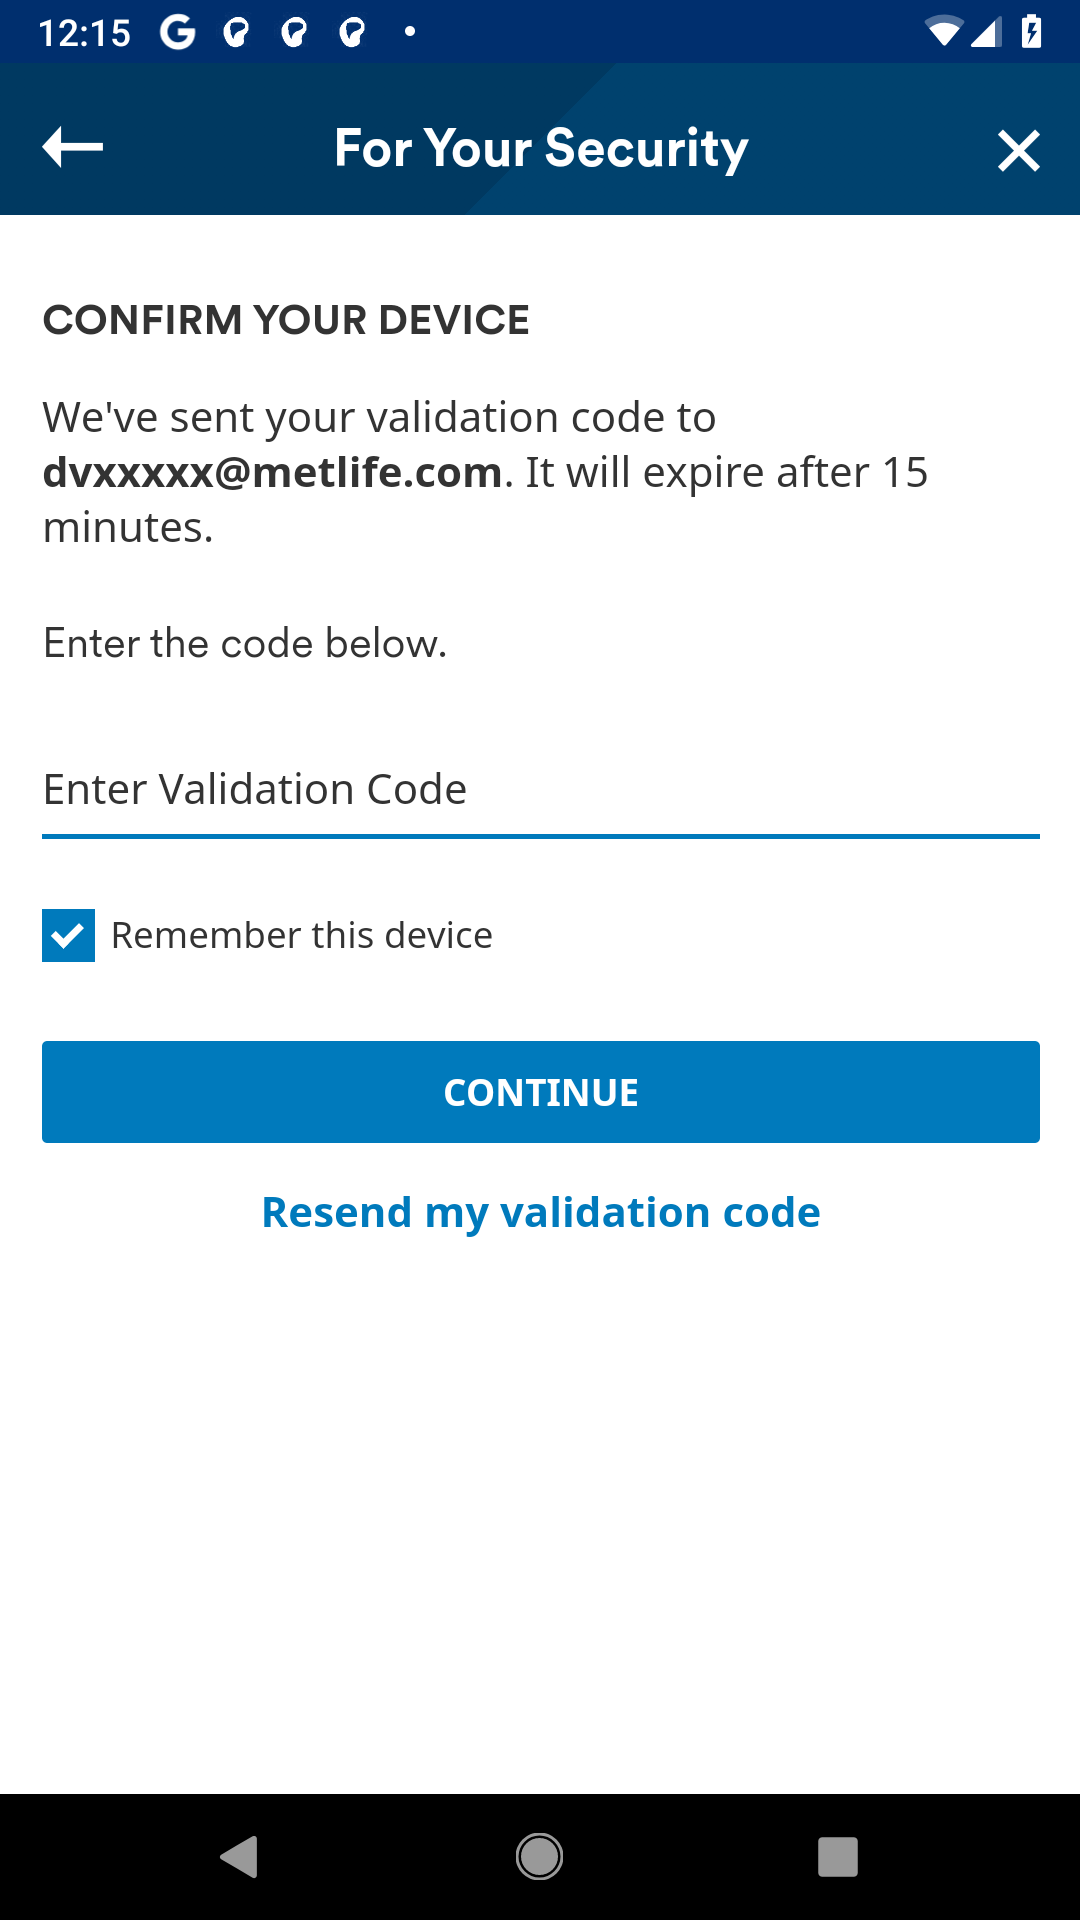 12:15
For Your Security
CONFIRM YOUR DEVICE
We've sent your validation code to
dvxxxxx@metlife.com. It will expire after 15
minutes.
Enter the code below.
Enter Validation Code
Remember this device
CONTINUE
Resend my validation code